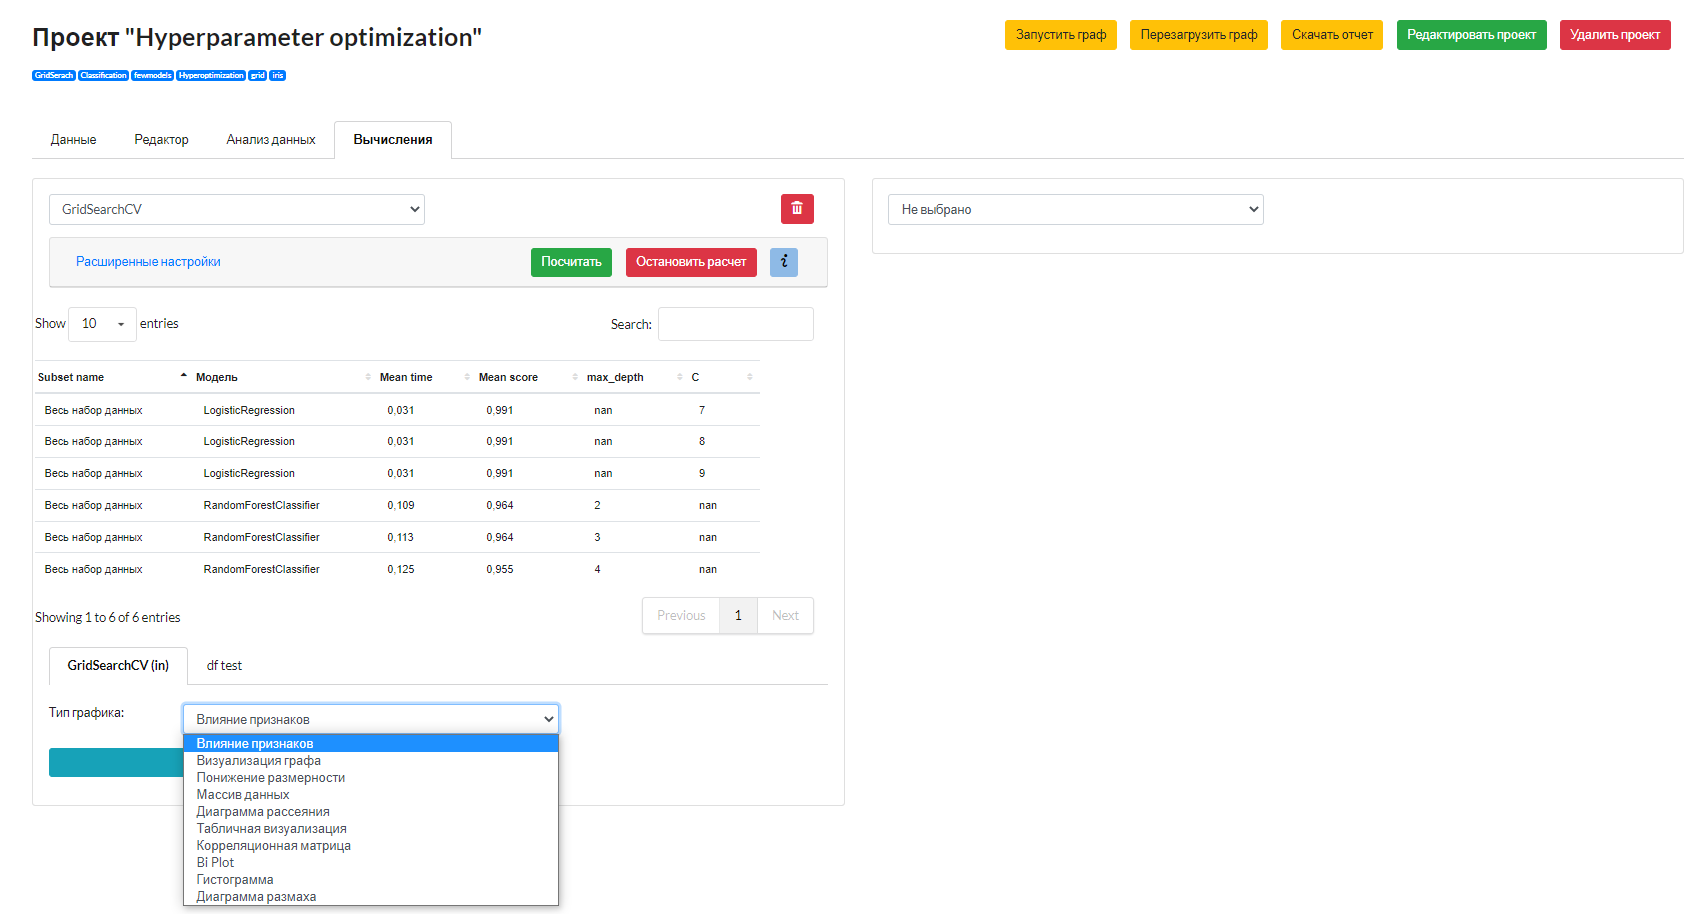 Проект "Hyperparameter optimization"
Запустить граф Перезагрузить граф Скачать отчет Редактировать проект Удалить проект
GridSerach Classification fewmodels Hyperoptimization grid iris
Данные Редактор Анализ данных Вычисления
GridSearchCV
Не выбрано
Расширенные настройки Посчитать Остановить расчет i
Show 10 entries Search:
Subset name Модель Mean time Mean score max_depth C
Весь набор данных LogisticRegression 0,031 0,991 nan 7
Весь набор данных LogisticRegression 0,031 0,991 nan 8
Весь набор данных LogisticRegression 0,031 0,991 nan 9
Весь набор данных RandomForestClassifier 0,109 0,964 2 nan
Весь набор данных RandomForestClassifier 0,113 0,964 3 nan
Весь набор данных RandomForestClassifier 0,125 0,955 4 nan
Showing 1 to 6 of 6 entries Previous 1 Next
GridSearchCV (in) df test
Тип графика: Влияние признаков
Влияние признаков
Визуализация графа
Понижение размерности
Массив данных
Диаграмма рассеяния
Табличная визуализация
Корреляционная матрица
Bi Plot
Гистограмма
Диаграмма размаха